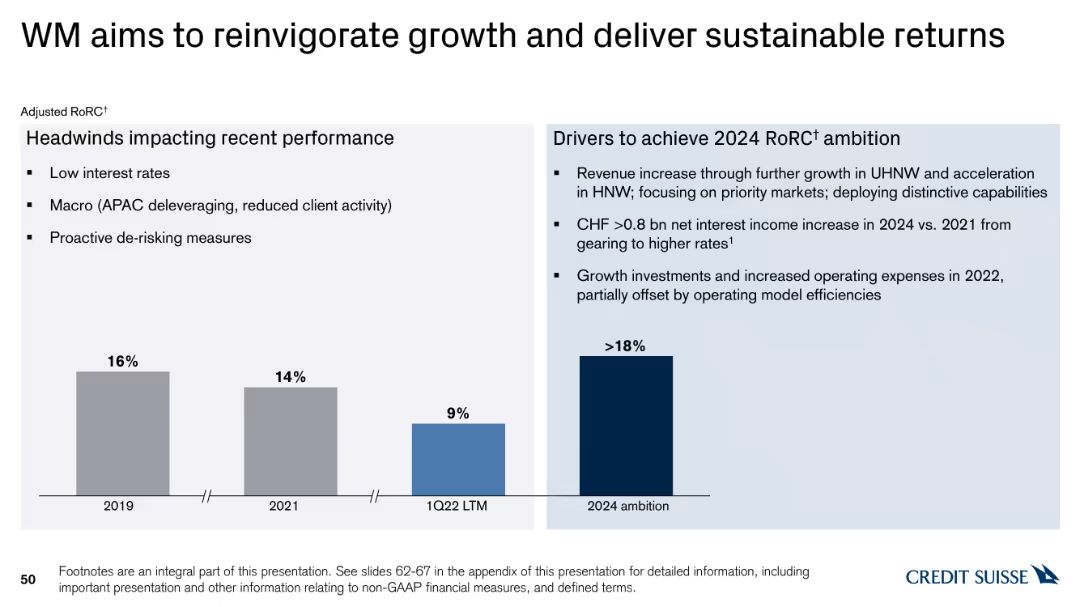 WM aims to reinvigorate growth and deliver sustainable returns
Adjusted RoRC†
Headwinds impacting recent performance
▪ Low interest rates
▪ Macro (APAC deleveraging, reduced client activity)
▪ Proactive de-risking measures
16%
14%
9%
2019
2021
1Q22 LTM
Drivers to achieve 2024 RoRC† ambition
▪ Revenue increase through further growth in UHNW and acceleration
in HNW; focusing on priority markets; deploying distinctive capabilities
▪ CHF >0.8 bn net interest income increase in 2024 vs. 2021 from
gearing to higher rates¹
▪ Growth investments and increased operating expenses in 2022,
partially offset by operating model efficiencies
>18%
2024 ambition
50
Footnotes are an integral part of this presentation. See slides 62-67 in the appendix of this presentation for detailed information, including
important presentation and other information relating to non-GAAP financial measures, and defined terms.
CREDIT SUISSE